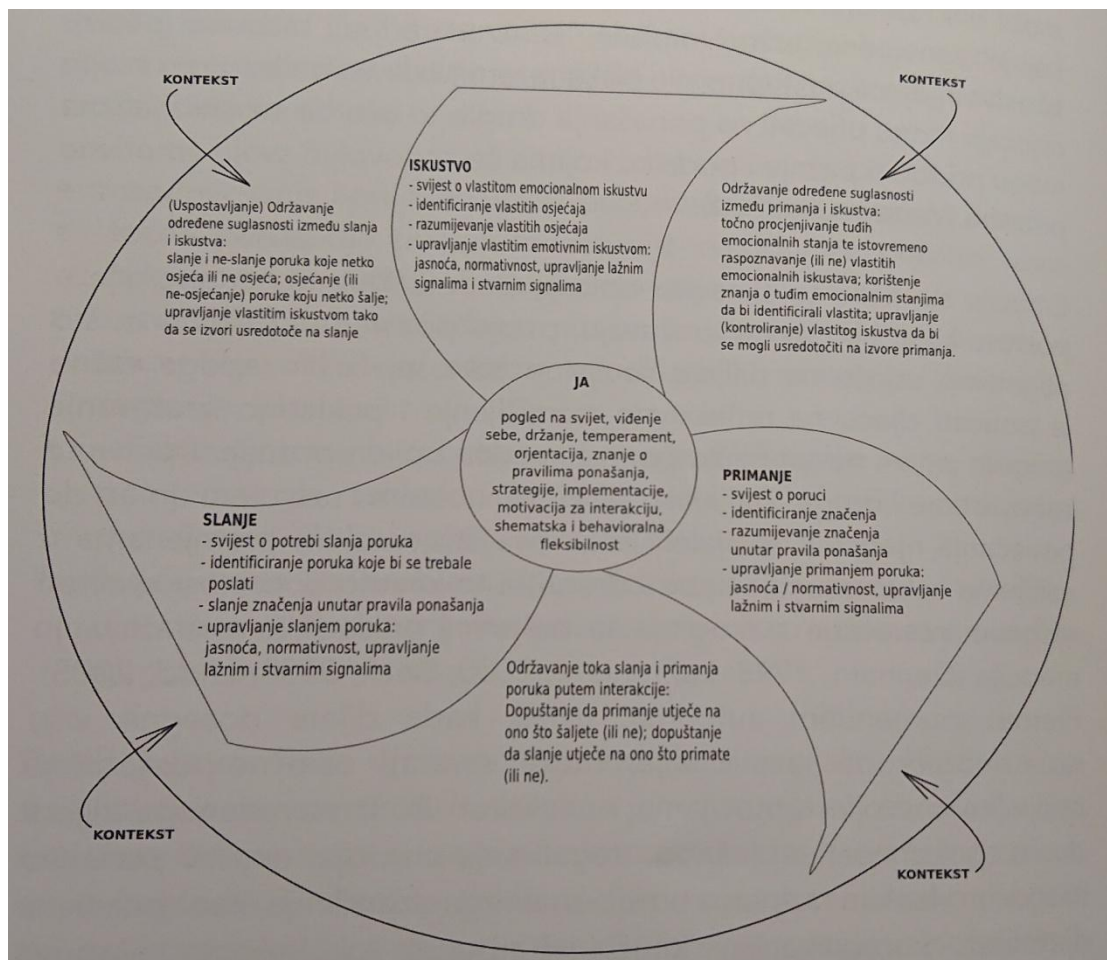 KONTEKST
KONTEKST
(Uspostavljanje) Održavanje
određene suglasnosti između slanja
i iskustva:
slanje i ne-slanje poruka koje netko
osjeća ili ne osjeća; osjećanje (ili
ne-osjećanje) poruke koju netko šalje;
upravljanje vlastitim iskustvom tako
da se izvori usredotoče na slanje
ISKUSTVO
- svijest o vlastitom emocionalnom iskustvu
- identificiranje vlastitih osjećaja
- razumijevanje vlastitih osjećaja
- upravljanje vlastitim emotivnim iskustvom:
jasnoća, normativnost, upravljanje lažnim
signalima i stvarnim signalima
Održavanje određene suglasnosti
između primanja i iskustva:
točno procjenjivanje tuđih
emocionalnih stanja te istovremeno
raspoznavanje (ili ne) vlastitih
emocionalnih iskustava; korištenje
znanja o tuđim emocionalnim stanjima
da bi identificirali vlastita; upravljanje
(kontroliranje) vlastitog iskustva da bi
se mogli usredotočiti na izvore primanja.
JA
pogled na svijet, viđenje
sebe, držanje, temperament,
orjentacija, znanje o
pravilima ponašanja,
strategije, implementacije,
motivacija za interakciju,
shematska i behavioralna
fleksibilnost
SLANJE
- svijest o potrebi slanja poruka
- identificiranje poruka koje bi se trebale
poslati
- slanje značenja unutar pravila ponašanja
- upravljanje slanjem poruka:
jasnoća, normativnost, upravljanje
lažnim i stvarnim signalima
PRIMANJE
- svijest o poruci
- identificiranje značenja
- razumijevanje značenja
unutar pravila ponašanja
- upravljanje primanjem poruka:
jasnoća / normativnost, upravljanje
lažnim i stvarnim signalima
Održavanje toka slanja i primanja
poruka putem interakcije:
Dopuštanje da primanje utječe na
ono što šaljete (ili ne); dopuštanje
da slanje utječe na ono što primate
(ili ne).
KONTEKST
KONTEKST